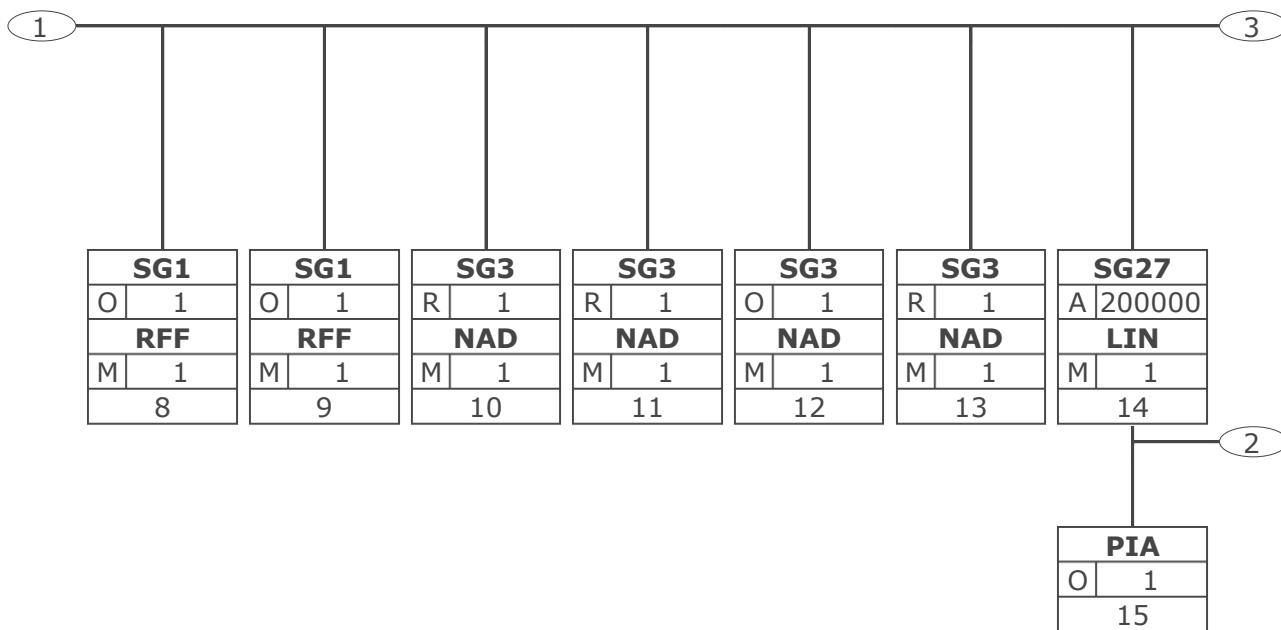 1 3
SG1 SG1 SG3 SG3 SG3 SG3 SG27
O 1 O 1 R 1 R 1 O 1 R 1 A 200000
RFF RFF NAD NAD NAD NAD LIN
M 1 M 1 M 1 M 1 M 1 M 1 M 1
8 9 10 11 12 13 14
2
PIA
O 1
15